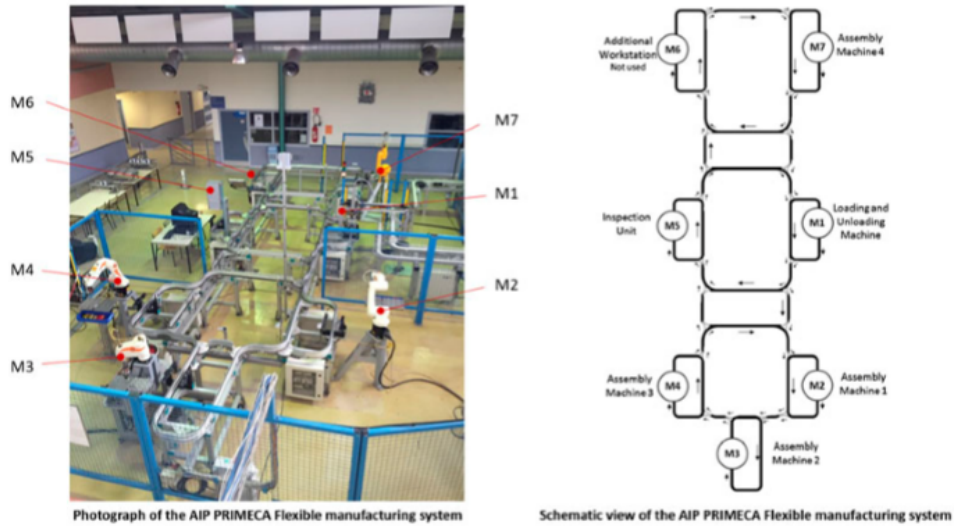 M6
M5
M4
M3
M7
M1
M2
Photograph of the AIP PRIMECA Flexible manufacturing system
Additional
Workstation
Not used
M6
M7
Assembly
Machine 4
Inspection
Unit
M5
M1
Loading and
Unloading
Machine
Assembly
Machine 3
M4
M2
Assembly
Machine 1
M3
Assembly
Machine 2
Schematic view of the AIP PRIMECA Flexible manufacturing system